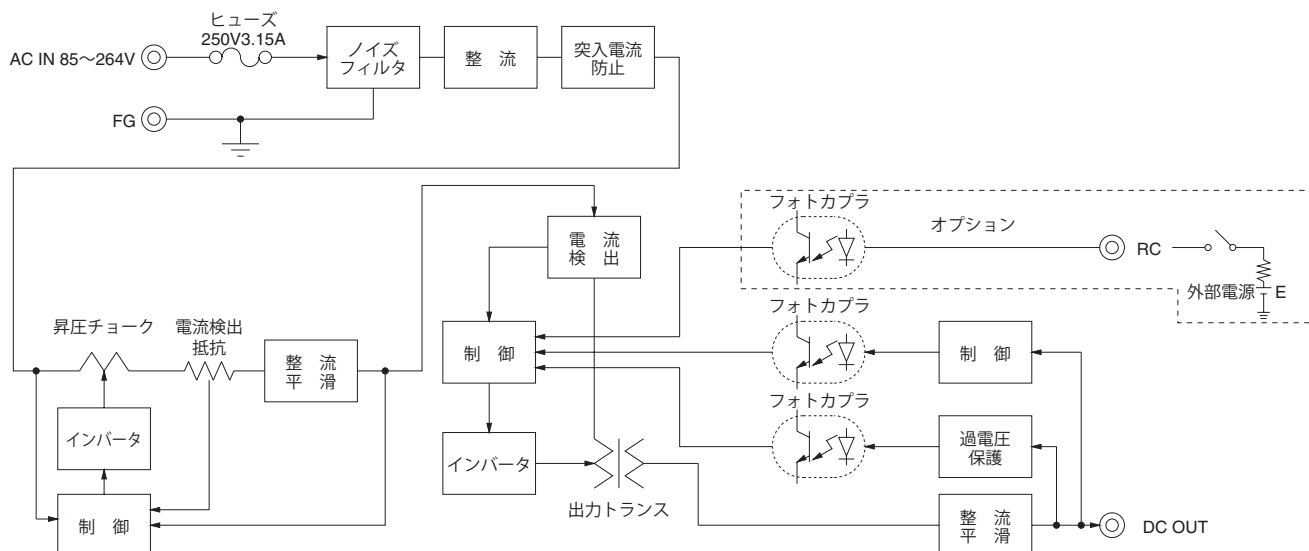 ヒューズ
250V3.15A
AC IN 85～264V
ノイズ
フィルタ
整　流
突入電流
防止
FG
フォトカプラ
オプション
電　流
検　出
RC
外部電源
E
昇圧チョーク
電流検出
抵抗
フォトカプラ
整　流
平　滑
制　御
制　御
フォトカプラ
インバータ
インバータ
過電圧
保護
出力トランス
制　御
整　流
平　滑
DC OUT